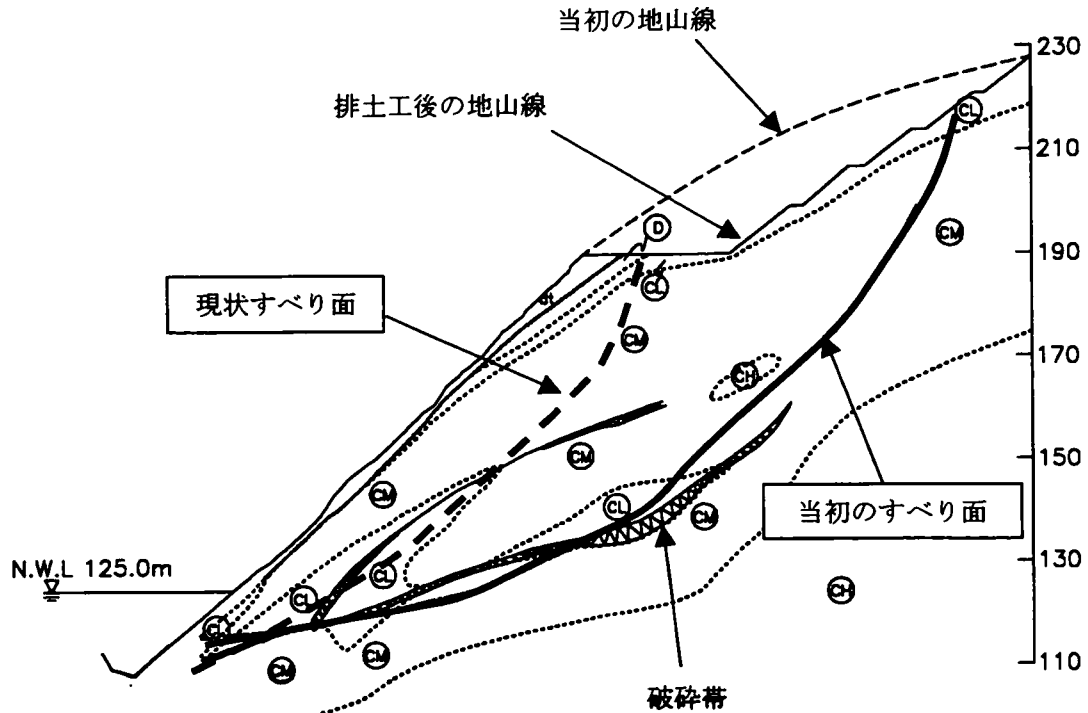 当初の地山線
230
排土工後の地山線
CL
210
D
CM
190
dt
CL
現状すべり面
CM
170
CH
CM
150
CM
CL
CM
当初のすべり面
N.W.L 125.0m
130
CL
CH
CL
CL
CM
CM
110
破砕帯